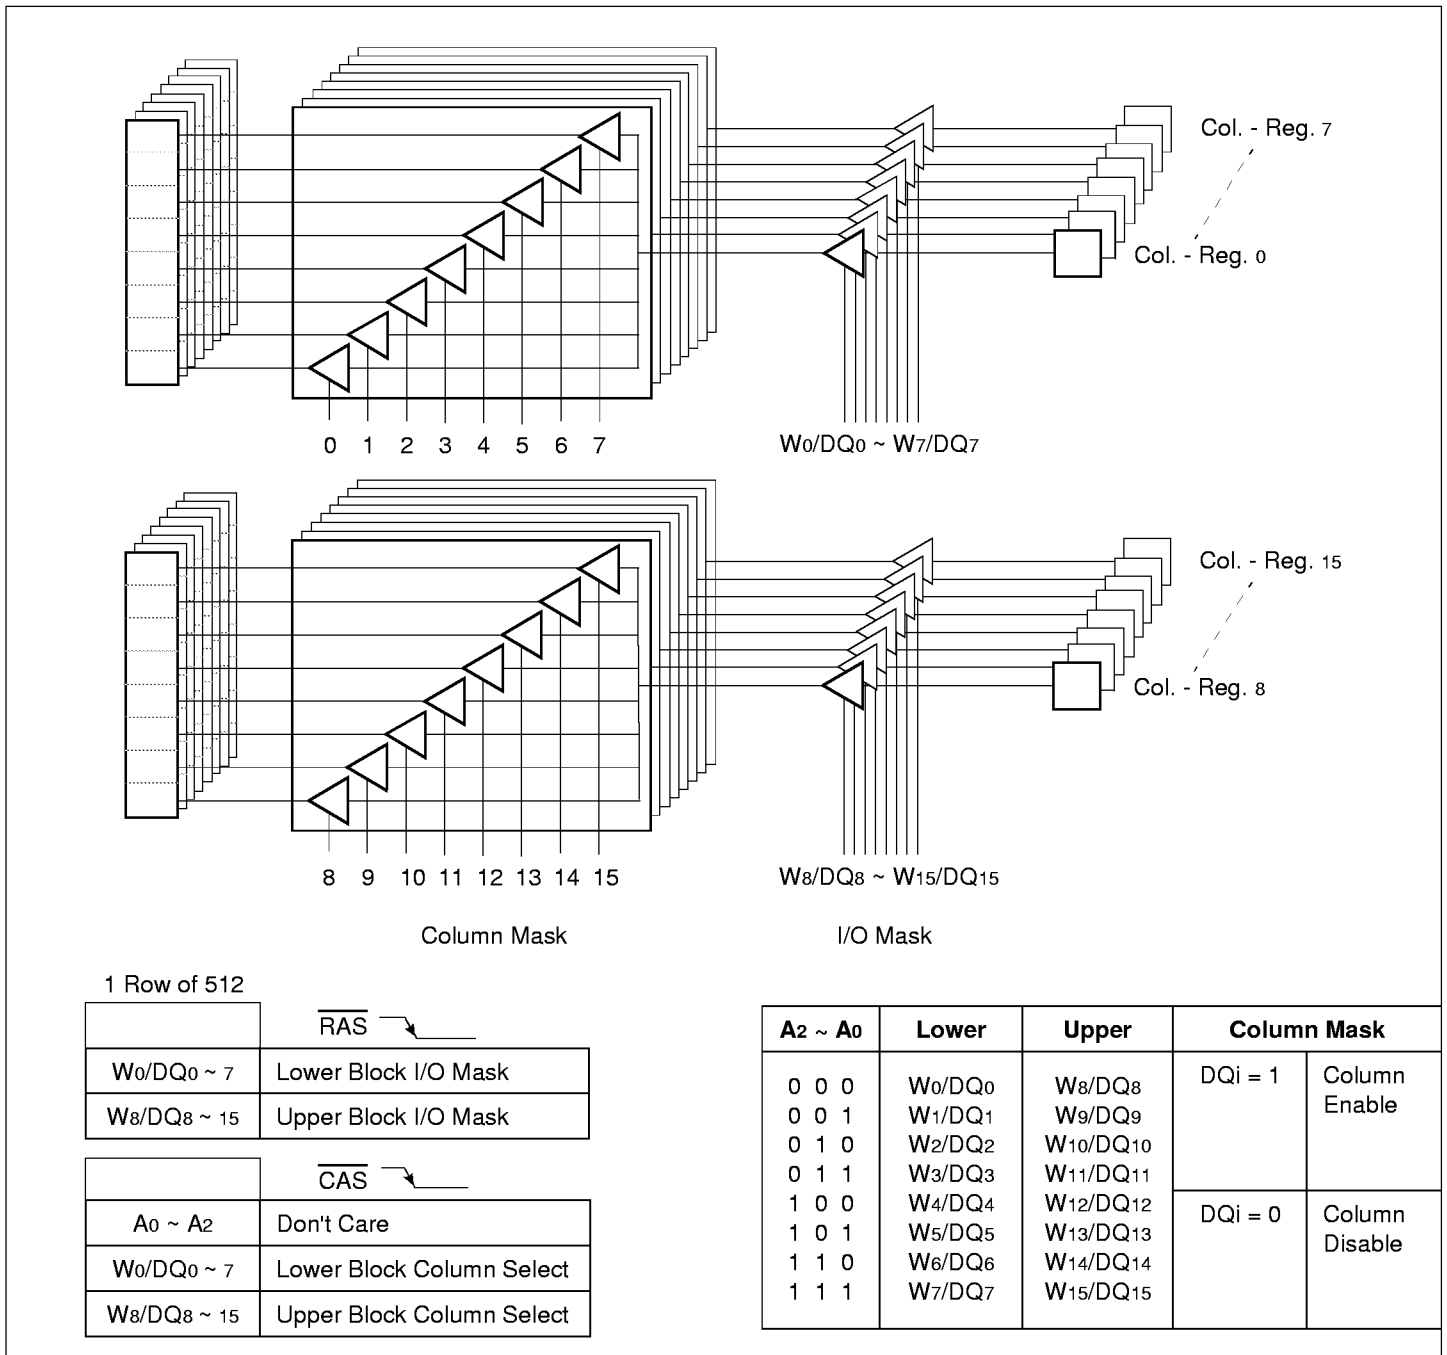 Col. - Reg. 7
Col. - Reg. 0
0 1 2 3 4 5 6 7
W0/DQ0 ~ W7/DQ7
Col. - Reg. 15
Col. - Reg. 8
8 9 10 11 12 13 14 15
W8/DQ8 ~ W15/DQ15
Column Mask I/O Mask
1 Row of 512
RAS
W0/DQ0 ~ 7 Lower Block I/O Mask
W8/DQ8 ~ 15 Upper Block I/O Mask
CAS
A0 ~ A2 Don't Care
W0/DQ0 ~ 7 Lower Block Column Select
W8/DQ8 ~ 15 Upper Block Column Select
A2 ~ A0 Lower Upper Column Mask
0 0 0 W0/DQ0 W8/DQ8
0 0 1 W1/DQ1 W9/DQ9
0 1 0 W2/DQ2 W10/DQ10
0 1 1 W3/DQ3 W11/DQ11
1 0 0 W4/DQ4 W12/DQ12
1 0 1 W5/DQ5 W13/DQ13
1 1 0 W6/DQ6 W14/DQ14
1 1 1 W7/DQ7 W15/DQ15
DQi = 1 Column
Enable
DQi = 0 Column
Disable